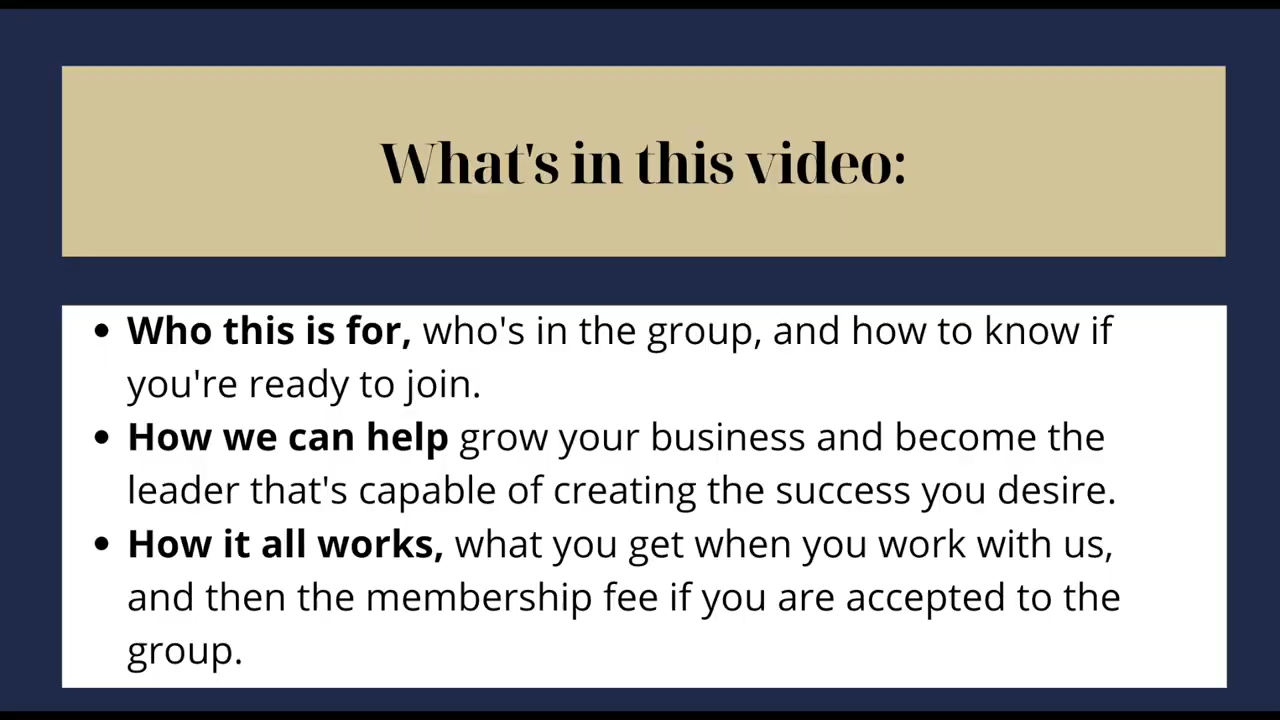 What's in this video:
• Who this is for, who's in the group, and how to know if
you're ready to join.
• How we can help grow your business and become the
leader that's capable of creating the success you desire.
• How it all works, what you get when you work with us,
and then the membership fee if you are accepted to the
group.